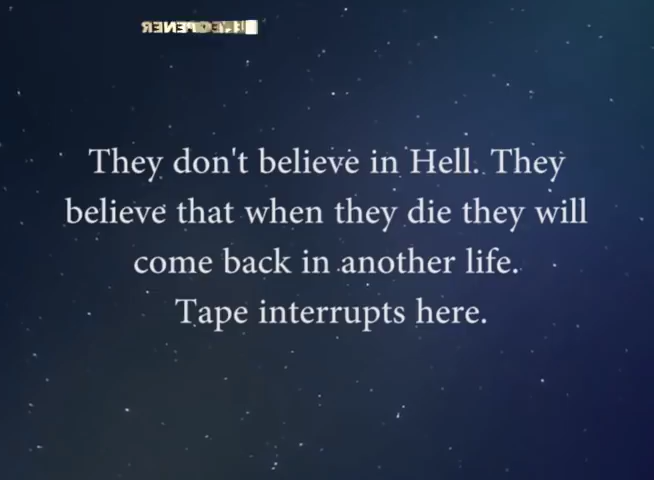 They don't believe in Hell. They
believe that when they die they will
come back in another life.
Tape interrupts here.